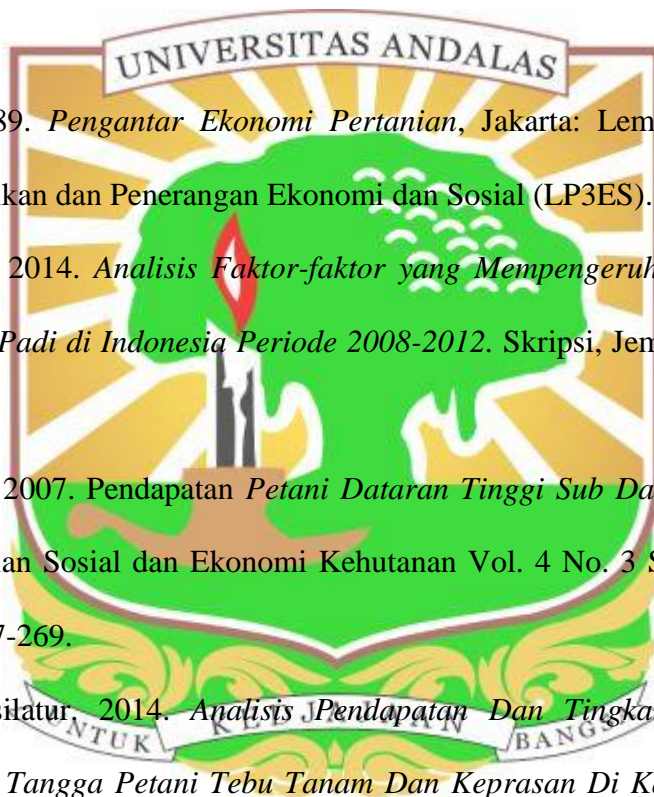 UNIVERSITAS ANDALAS
89. Pengantar Ekonomi Pertanian, Jakarta: Lem
kan dan Penerangan Ekonomi dan Sosial (LP3ES).
2014. Analisis Faktor-faktor yang Mempengeruh
Padi di Indonesia Periode 2008-2012. Skripsi, Jem
2007. Pendapatan Petani Dataran Tinggi Sub Da
an Sosial dan Ekonomi Kehutanan Vol. 4 No. 3 S
7-269.
silatur. 2014. Analisis Pendapatan Dan Tingka
UNTUK KEDJAJAAN BANGSA
Tangga Petani Tebu Tanam Dan Keprasan Di K